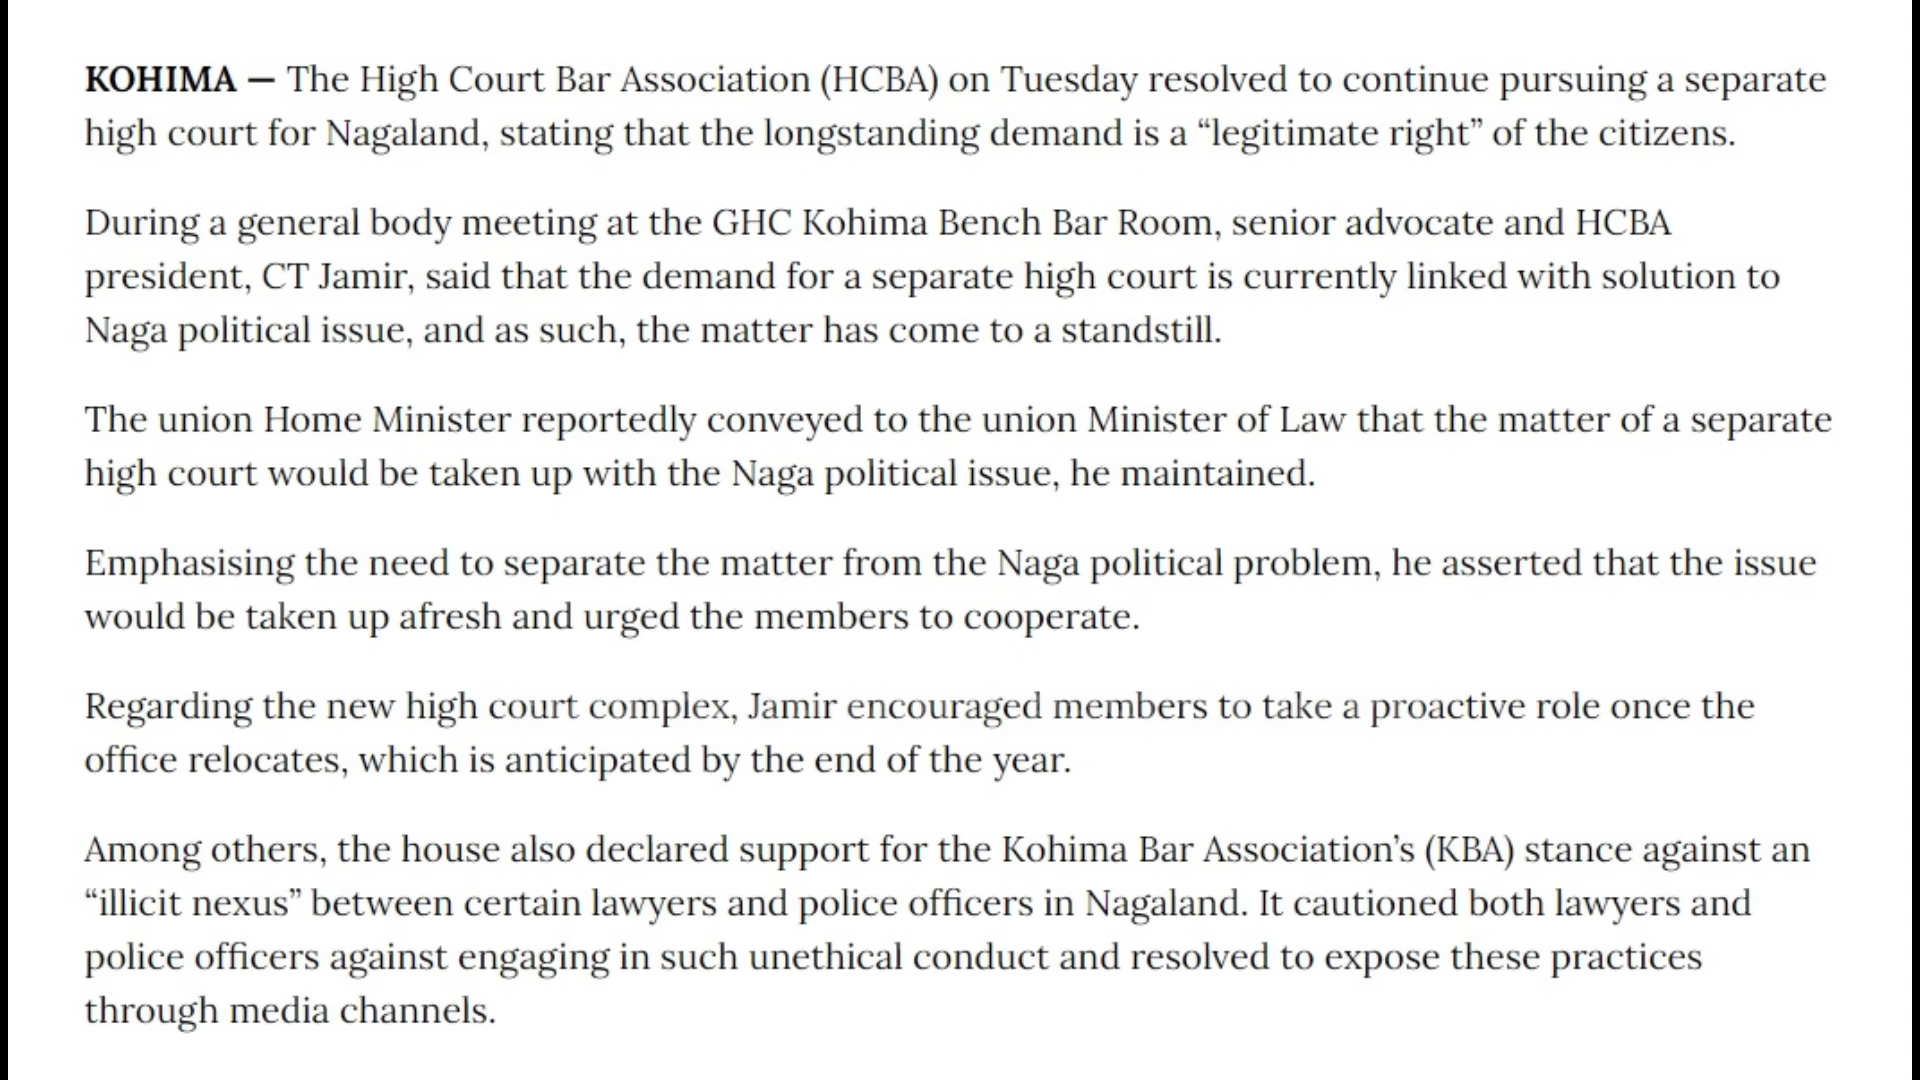 KOHIMA — The High Court Bar Association (HCBA) on Tuesday resolved to continue pursuing a separate
high court for Nagaland, stating that the longstanding demand is a “legitimate right” of the citizens.
During a general body meeting at the GHC Kohima Bench Bar Room, senior advocate and HCBA
president, CT Jamir, said that the demand for a separate high court is currently linked with solution to
Naga political issue, and as such, the matter has come to a standstill.
The union Home Minister reportedly conveyed to the union Minister of Law that the matter of a separate
high court would be taken up with the Naga political issue, he maintained.
Emphasising the need to separate the matter from the Naga political problem, he asserted that the issue
would be taken up afresh and urged the members to cooperate.
Regarding the new high court complex, Jamir encouraged members to take a proactive role once the
office relocates, which is anticipated by the end of the year.
Among others, the house also declared support for the Kohima Bar Association’s (KBA) stance against an
“illicit nexus” between certain lawyers and police officers in Nagaland. It cautioned both lawyers and
police officers against engaging in such unethical conduct and resolved to expose these practices
through media channels.